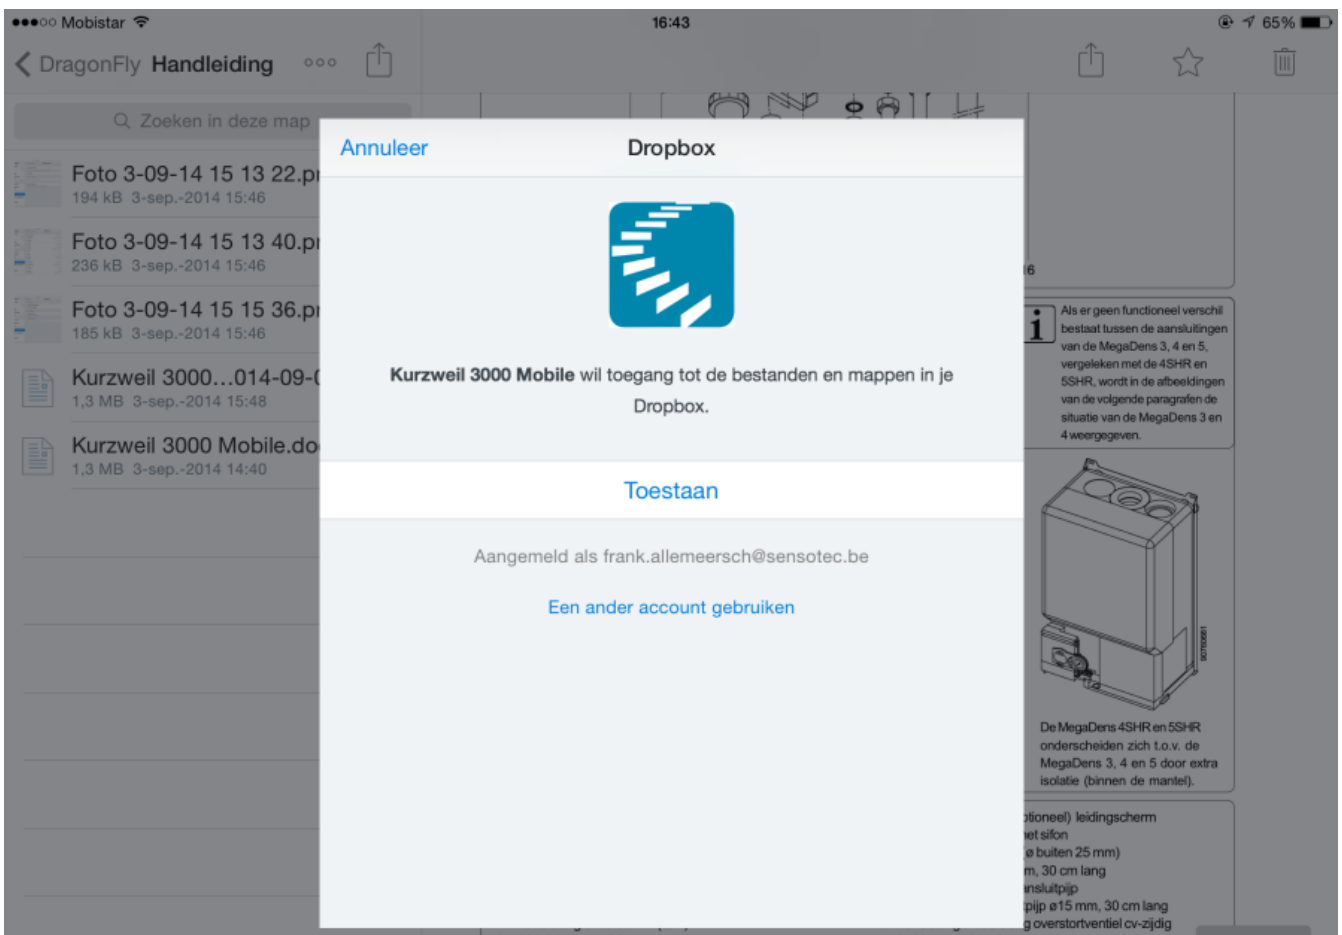 Mobistar
16:43
65%
DragonFly Handleiding
Zoeken in deze map
Foto 3-09-14 15 13 22.pr
194 kB 3-sep.-2014 15:46
Foto 3-09-14 15 13 40.pr
236 kB 3-sep.-2014 15:46
Foto 3-09-14 15 15 36.pr
185 kB 3-sep.-2014 15:46
Kurzweil 3000...014-09-0
1,3 MB 3-sep.-2014 15:48
Kurzweil 3000 Mobile.do
1,3 MB 3-sep.-2014 14:40
Annuleer
Dropbox
Kurzweil 3000 Mobile wil toegang tot de bestanden en mappen in je
Dropbox.
Toestaan
Aangemeld als frank.allemeersch@sensotec.be
Een ander account gebruiken
16
i
Als er geen functioneel verschil
bestaat tussen de aansluitingen
van de MegaDens 3, 4 en 5,
vergeleken met de 4SHR en
5SHR, wordt in de afbeeldingen
van de volgende paragrafen de
situatie van de MegaDens 3 en
4 weergegeven.
De MegaDens 4SHR en 5SHR
onderscheiden zich t.o.v. de
MegaDens 3, 4 en 5 door extra
isolatie (binnen de mantel).
tioneel) leidingscherm
et sifon
(ø buiten 25 mm)
m, 30 cm lang
nsluitpijp
pijp ø15 mm, 30 cm lang
g overstortventiel cv-zijdig